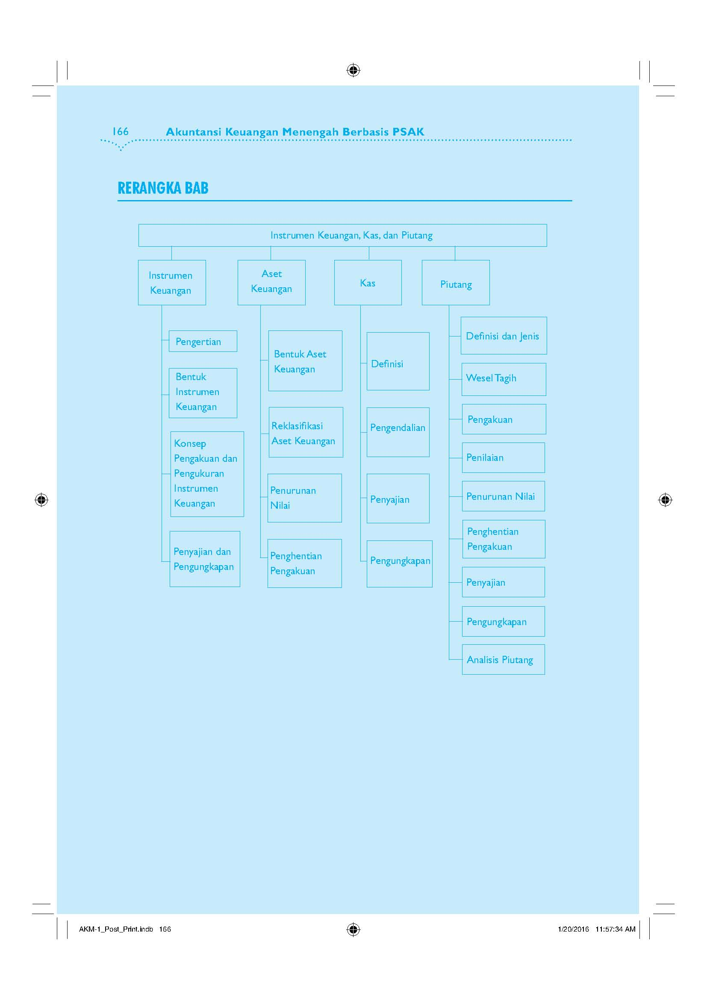 166 Akuntansi Keuangan Menengah Berbasis PSAK
RERANGKA BAB
Instrumen Keuangan, Kas, dan Piutang
Instrumen
Keuangan
Aset
Keuangan
Kas
Piutang
Pengertian
Bentuk
Instrumen
Keuangan
Konsep
Pengakuan dan
Pengukuran
Instrumen
Keuangan
Penyajian dan
Pengungkapan
Bentuk Aset
Keuangan
Reklasifikasi
Aset Keuangan
Penurunan
Nilai
Penghentian
Pengakuan
Definisi
Pengendalian
Penyajian
Pengungkapan
Definisi dan Jenis
Wesel Tagih
Pengakuan
Penilaian
Penurunan Nilai
Penghentian
Pengakuan
Penyajian
Pengungkapan
Analisis Piutang
AKM-1_Post_Print.indb 166
1/20/2016 11:57:34 AM